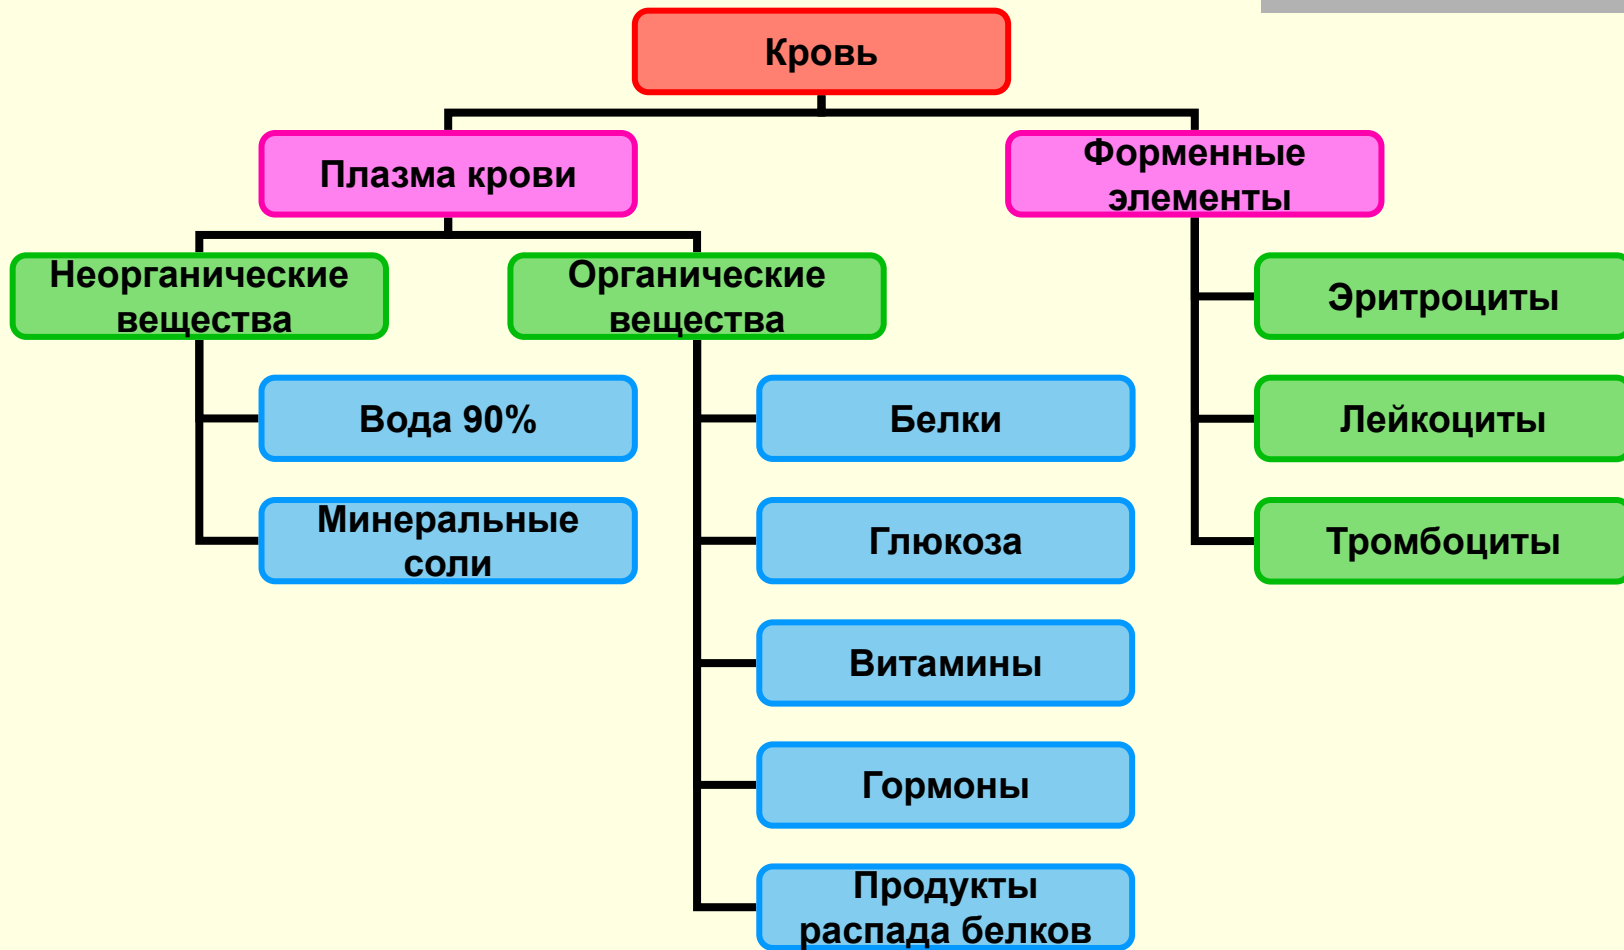 Кровь
Плазма крови
Форменные
элементы
Неорганические
вещества
Органические
вещества
Эритроциты
Вода 90%
Белки
Лейкоциты
Минеральные
соли
Глюкоза
Тромбоциты
Витамины
Гормоны
Продукты
распада белков